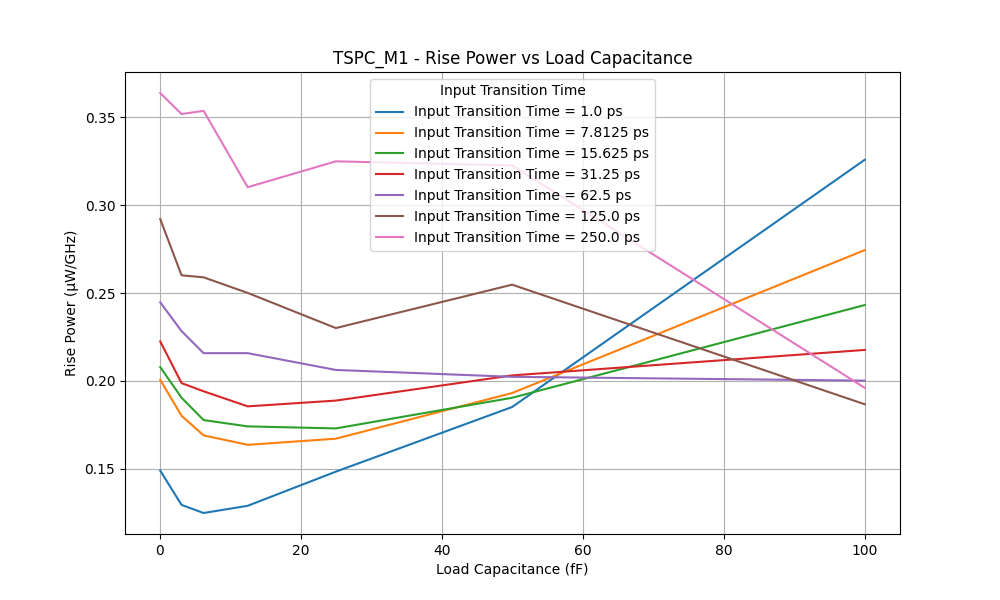 TSPC_M1 - Rise Power vs Load Capacitance
Input Transition Time
Input Transition Time = 1.0 ps
Input Transition Time = 7.8125 ps
Input Transition Time = 15.625 ps
Input Transition Time = 31.25 ps
Input Transition Time = 62.5 ps
Input Transition Time = 125.0 ps
Input Transition Time = 250.0 ps
Rise Power (μW/GHz)
0.35
0.30
0.25
0.20
0.15
0 20 40 60 80 100
Load Capacitance (fF)